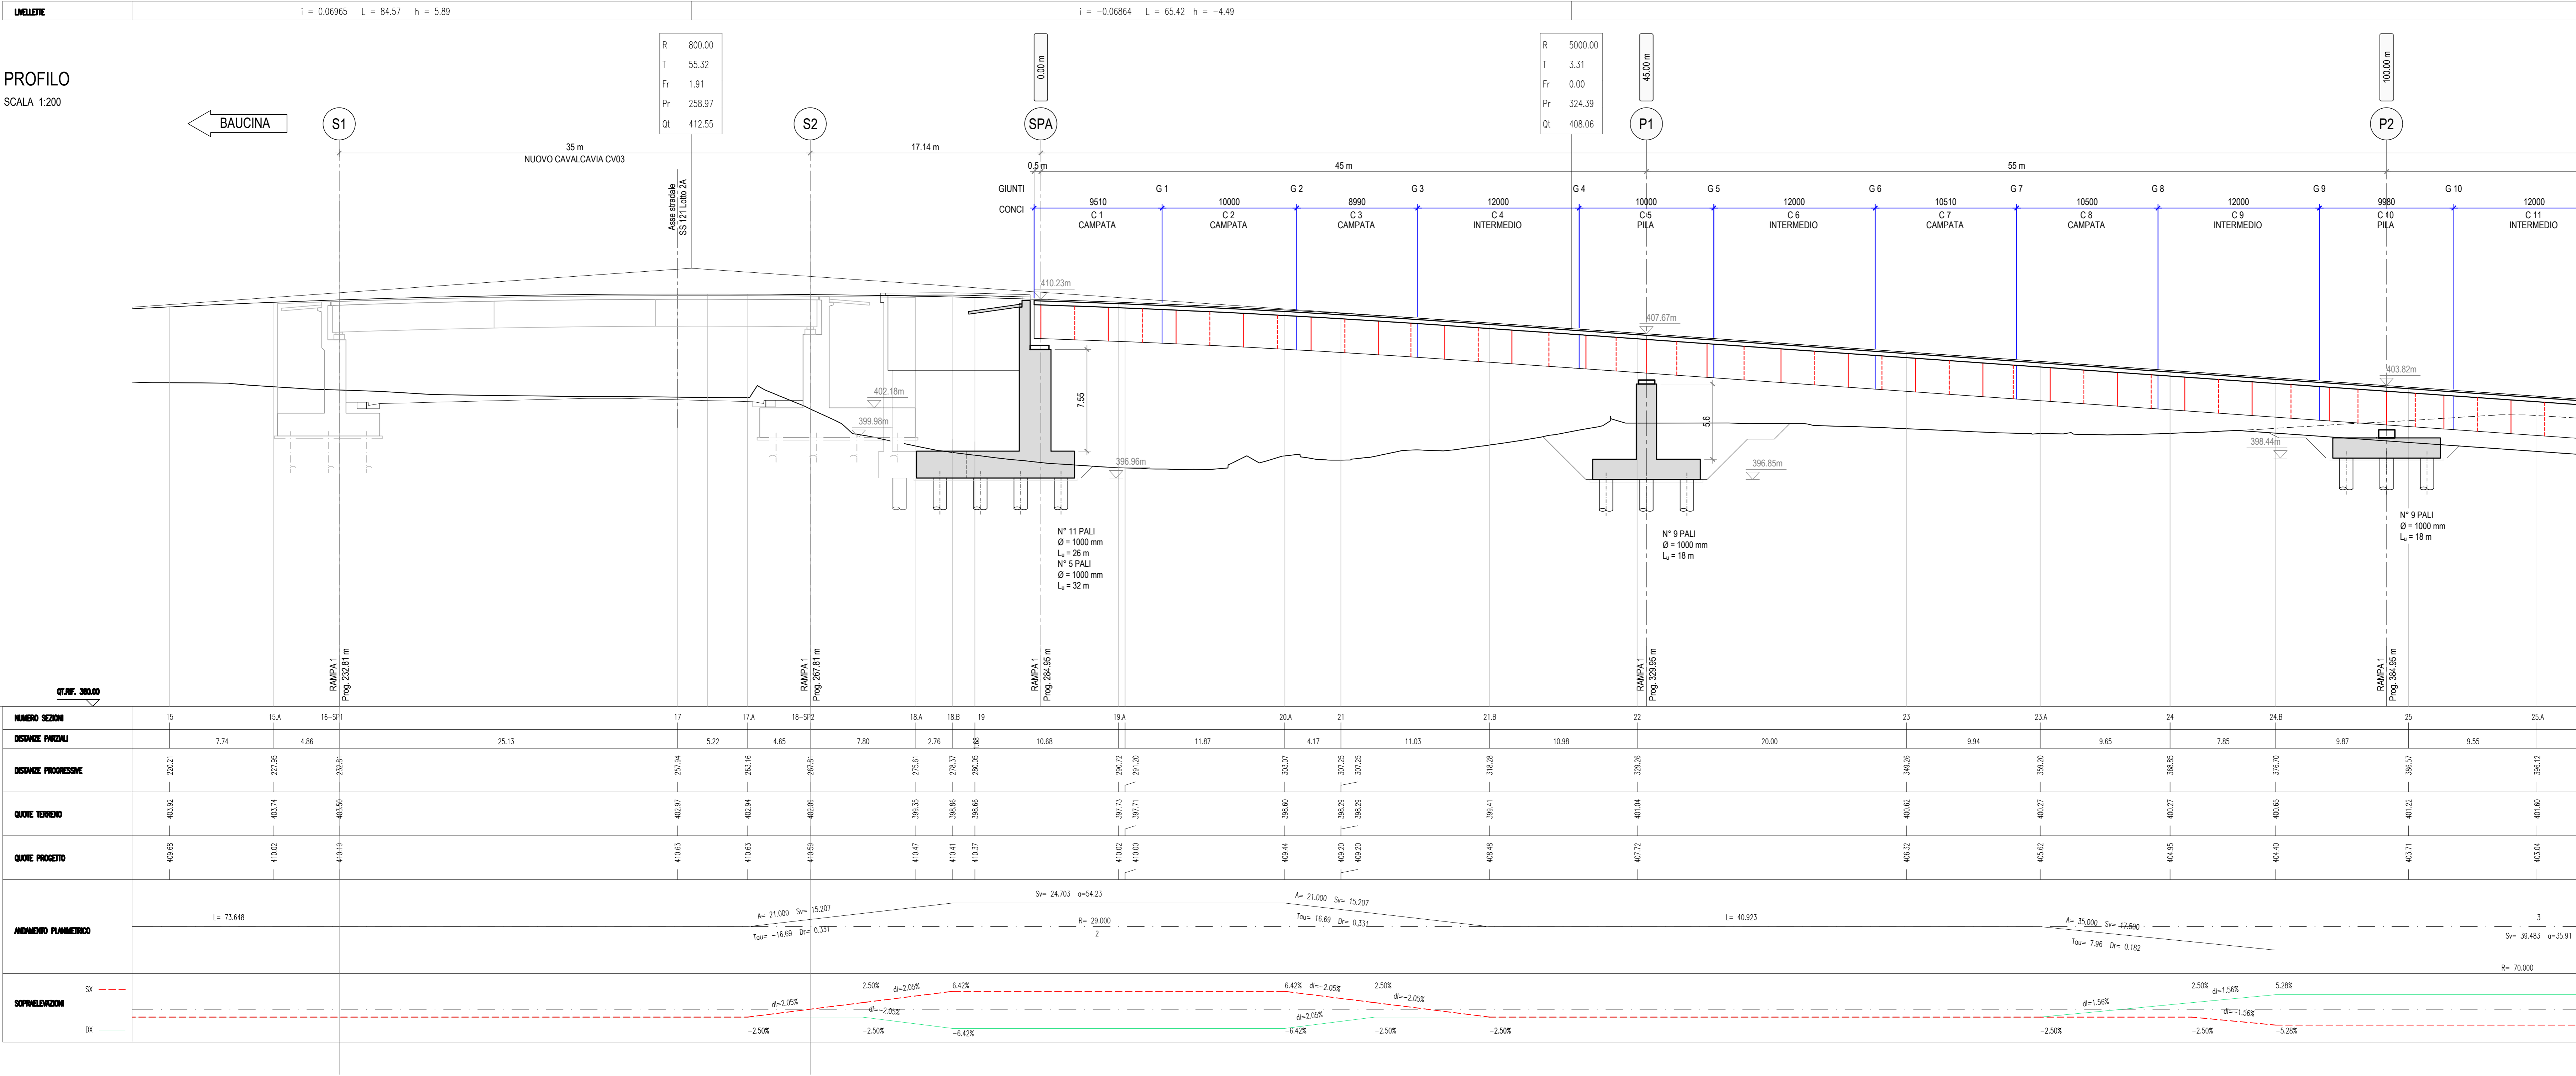 LIVELLETTE
i = 0.06965 L = 84.57 h = 5.89
i = -0.06864 L = 65.42 h = -4.49
PROFILO
SCALA 1:200
BAUCINA
R 800.00
T 55.32
Fr 1.91
Pr 258.97
Qt 412.55
R 5000.00
T 3.31
Fr 0.00
Pr 324.39
Qt 408.06
0.00 m
45.00 m
100.00 m
S1
S2
SPA
P1
P2
35 m
NUOVO CAVALCAVIA CV03
17.14 m
0.5 m
45 m
55 m
Asse stradale
SS 121 Lotto 2A
GIUNTI
G 1
G 2
G 3
G 4
G 5
G 6
G 7
G 8
G 9
G 10
CONCI
9510
10000
8990
12000
10000
12000
10510
10500
12000
9980
12000
C 1
CAMPATA
C 2
CAMPATA
C 3
CAMPATA
C 4
INTERMEDIO
C 5
PILA
C 6
INTERMEDIO
C 7
CAMPATA
C 8
CAMPATA
C 9
INTERMEDIO
C 10
PILA
C 11
INTERMEDIO
410.23m
407.67m
403.82m
402.18m
399.98m
7.55
396.96m
5.6
396.85m
398.44m
N° 11 PALI
Ø = 1000 mm
Lu = 26 m
N° 5 PALI
Ø = 1000 mm
Lu = 32 m
N° 9 PALI
Ø = 1000 mm
Lu = 18 m
N° 9 PALI
Ø = 1000 mm
Lu = 18 m
RAMPA 1
Prog. 232.81 m
RAMPA 1
Prog. 267.81 m
RAMPA 1
Prog. 284.95 m
RAMPA 1
Prog. 329.95 m
RAMPA 1
Prog. 384.95 m
QT.RIF. 380.00
NUMERO SEZIONI
15 15.A 16-SP1 17 17.A 18-SP2 18.A 18.B 19 19.A 20.A 21 21.B 22 23 23.A 24 24.B 25 25.A
DISTANZE PARZIALI
7.74 4.86 25.13 5.22 4.65 7.80 2.76 1.68 10.68 11.87 4.17 11.03 10.98 20.00 9.94 9.65 7.85 9.87 9.55
DISTANZE PROGRESSIVE
220.21 227.95 232.81 257.94 263.16 267.81 275.61 278.37 280.05 290.72 291.20 303.07 307.25 307.25 318.28 329.26 349.26 359.20 368.85 376.70 386.57 396.12
QUOTE TERRENO
403.92 403.74 403.50 402.97 402.94 402.09 399.35 398.86 398.66 397.73 397.71 398.60 398.29 398.29 399.41 401.04 400.62 400.27 400.27 400.65 401.22 401.60
QUOTE PROGETTO
409.68 410.02 410.19 410.63 410.63 410.59 410.47 410.41 410.37 410.02 410.00 409.44 409.20 409.20 408.48 407.72 406.32 405.62 404.95 404.40 403.71 403.04
ANDAMENTO PLANIMETRICO
L= 73.648
A= 21.000 Sv= 15.207
Tau= -16.69 Dr= 0.331
Sv= 24.703 α=54.23
R= 29.000
2
A= 21.000 Sv= 15.207
Tau= 16.69 Dr= 0.331
L= 40.923
A= 35.000 Sv= 17.500
Tau= 7.96 Dr= 0.182
3
Sv= 39.483 α=35.91
R= 70.000
SOPRAELEVAZIONI
SX
DX
di=2.05%
2.50%
di=2.05%
6.42%
di=-2.05%
-2.50%
-2.50%
-6.42%
6.42%
di=-2.05%
2.50%
di=-2.05%
di=2.05%
-6.42%
-2.50%
-2.50%
di=1.56%
2.50%
di=1.56%
5.28%
di=-1.56%
-2.50%
-2.50%
-5.28%